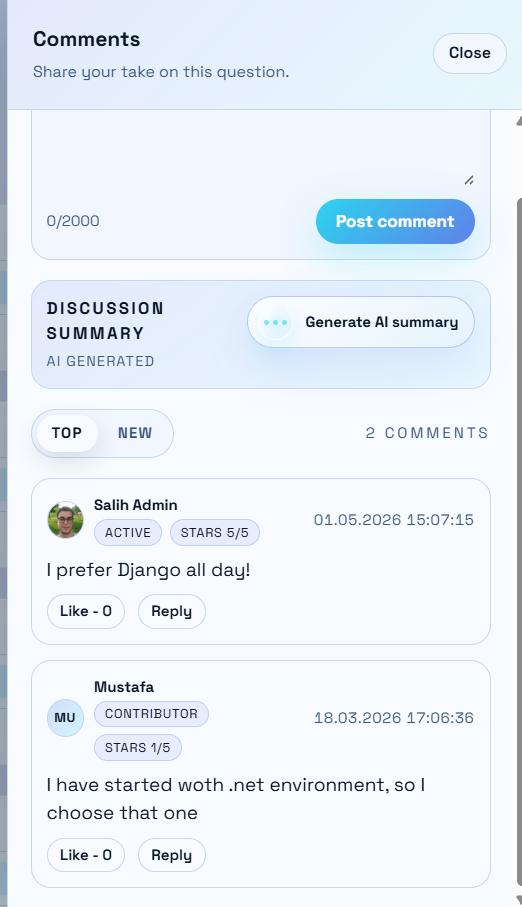 Comments
Share your take on this question.
Close
0/2000
Post comment
DISCUSSION
SUMMARY
AI GENERATED
Generate AI summary
TOP
NEW
2 COMMENTS
Salih Admin
ACTIVE
STARS 5/5
01.05.2026 15:07:15
I prefer Django all day!
Like - 0
Reply
MU
Mustafa
CONTRIBUTOR
STARS 1/5
18.03.2026 17:06:36
I have started woth .net environment, so I
choose that one
Like - 0
Reply